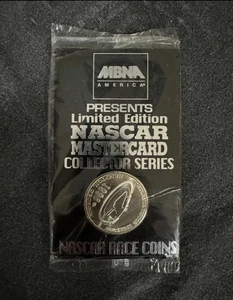 MBNA
AMERICA®
PRESENTS
Limited Edition
NASCAR
MASTERCARD
COLLECTOR SERIES
NASCAR RACE COINS